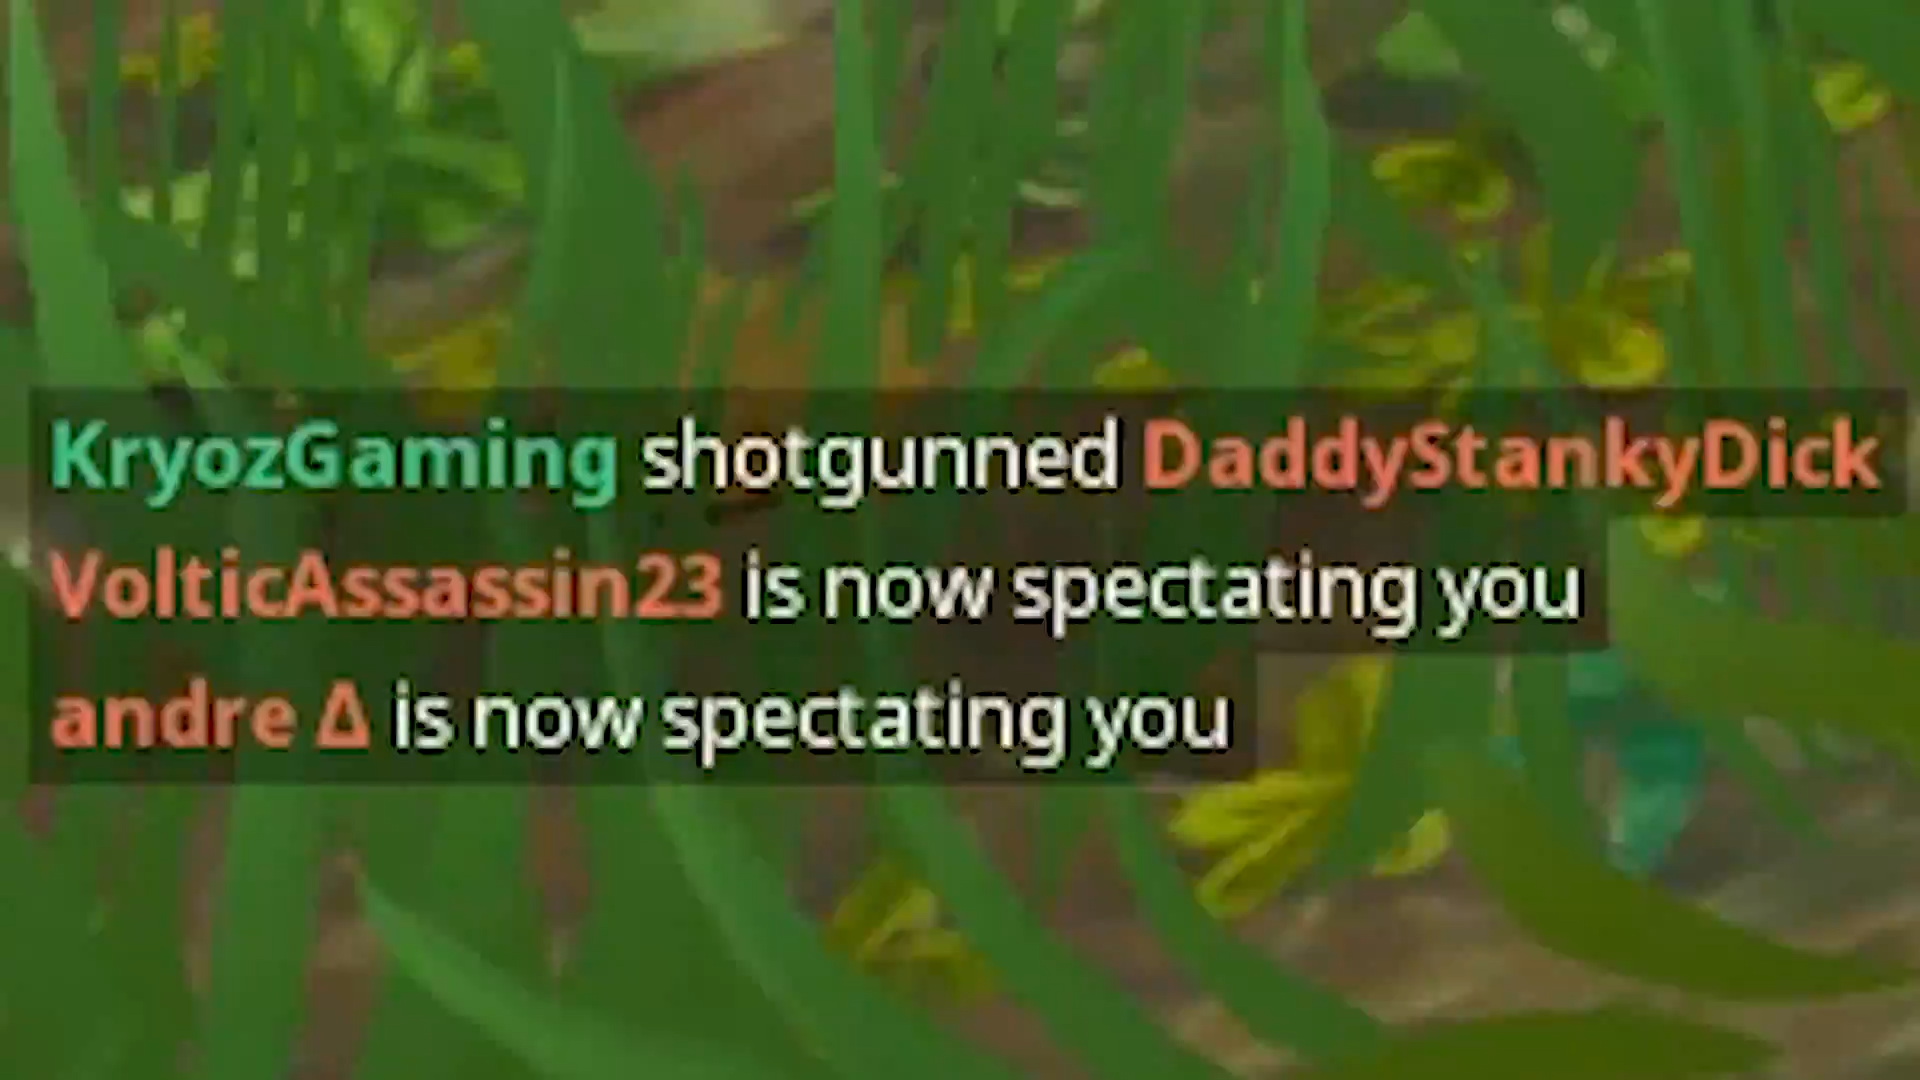 KryozGaming shotgunned DaddyStankyDick
VolticAssassin23 is now spectating you
andre Δ is now spectating you